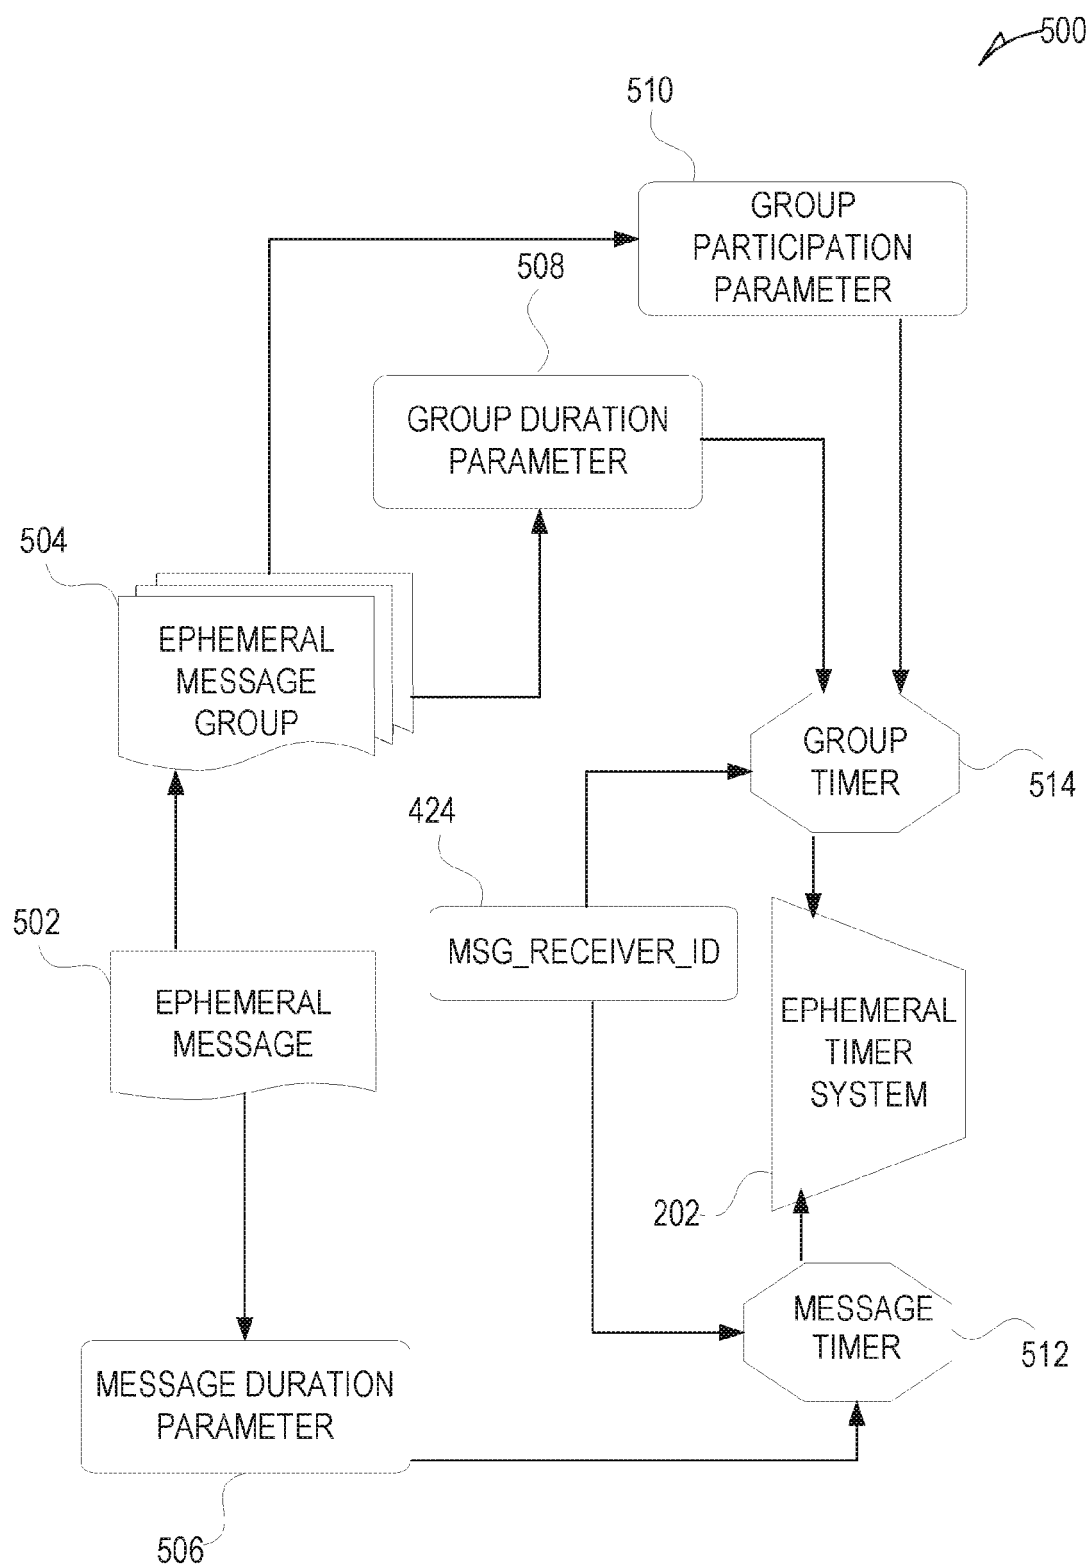 500
510
GROUP
PARTICIPATION
PARAMETER
508
GROUP DURATION
PARAMETER
504
EPHEMERAL
MESSAGE
GROUP
GROUP
TIMER
514
424
MSG_RECEIVER_ID
502
EPHEMERAL
MESSAGE
EPHEMERAL
TIMER
SYSTEM
202
MESSAGE
TIMER
512
MESSAGE DURATION
PARAMETER
506